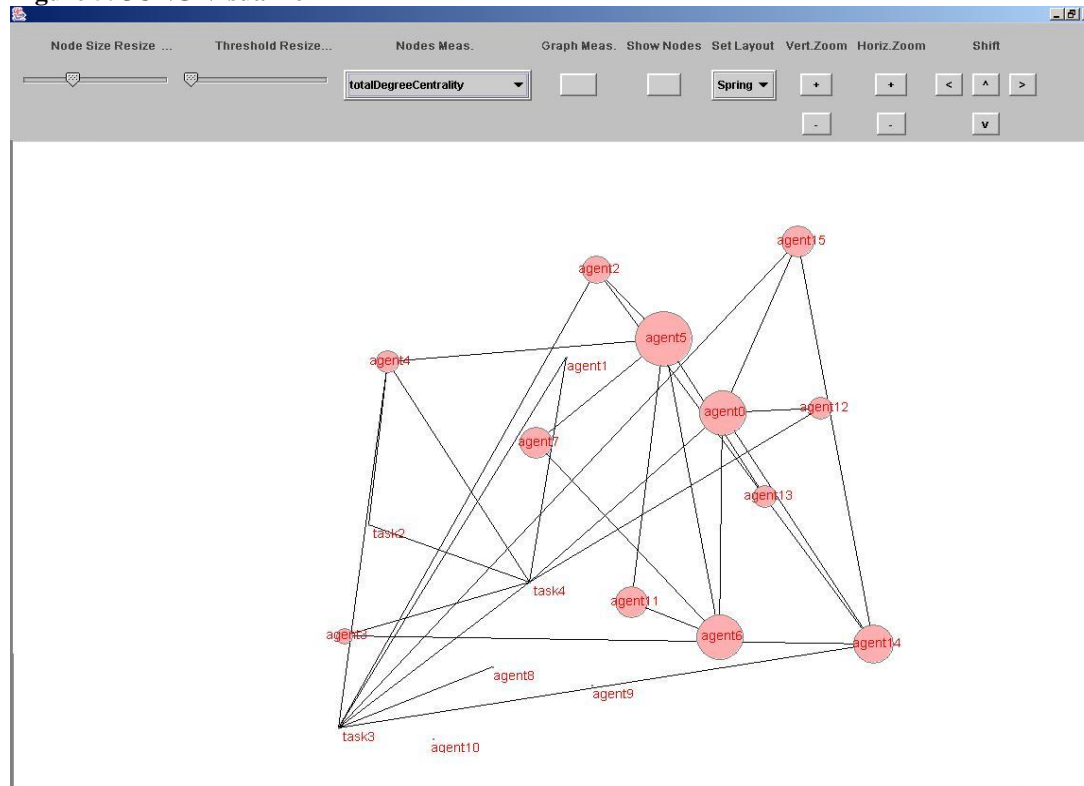 Node Size Resize ...
Threshold Resize...
Nodes Meas.
Graph Meas.
Show Nodes
Set Layout
Vert.Zoom
Horiz.Zoom
Shift
totalDegreeCentrality
Spring
+
+
<
^
>
-
-
v
agent15
agent2
agent5
agent4
agent1
agent0
agent12
agent7
agent13
task2
task4
agent11
agent3
agent6
agent14
agent8
agent9
task3
agent10